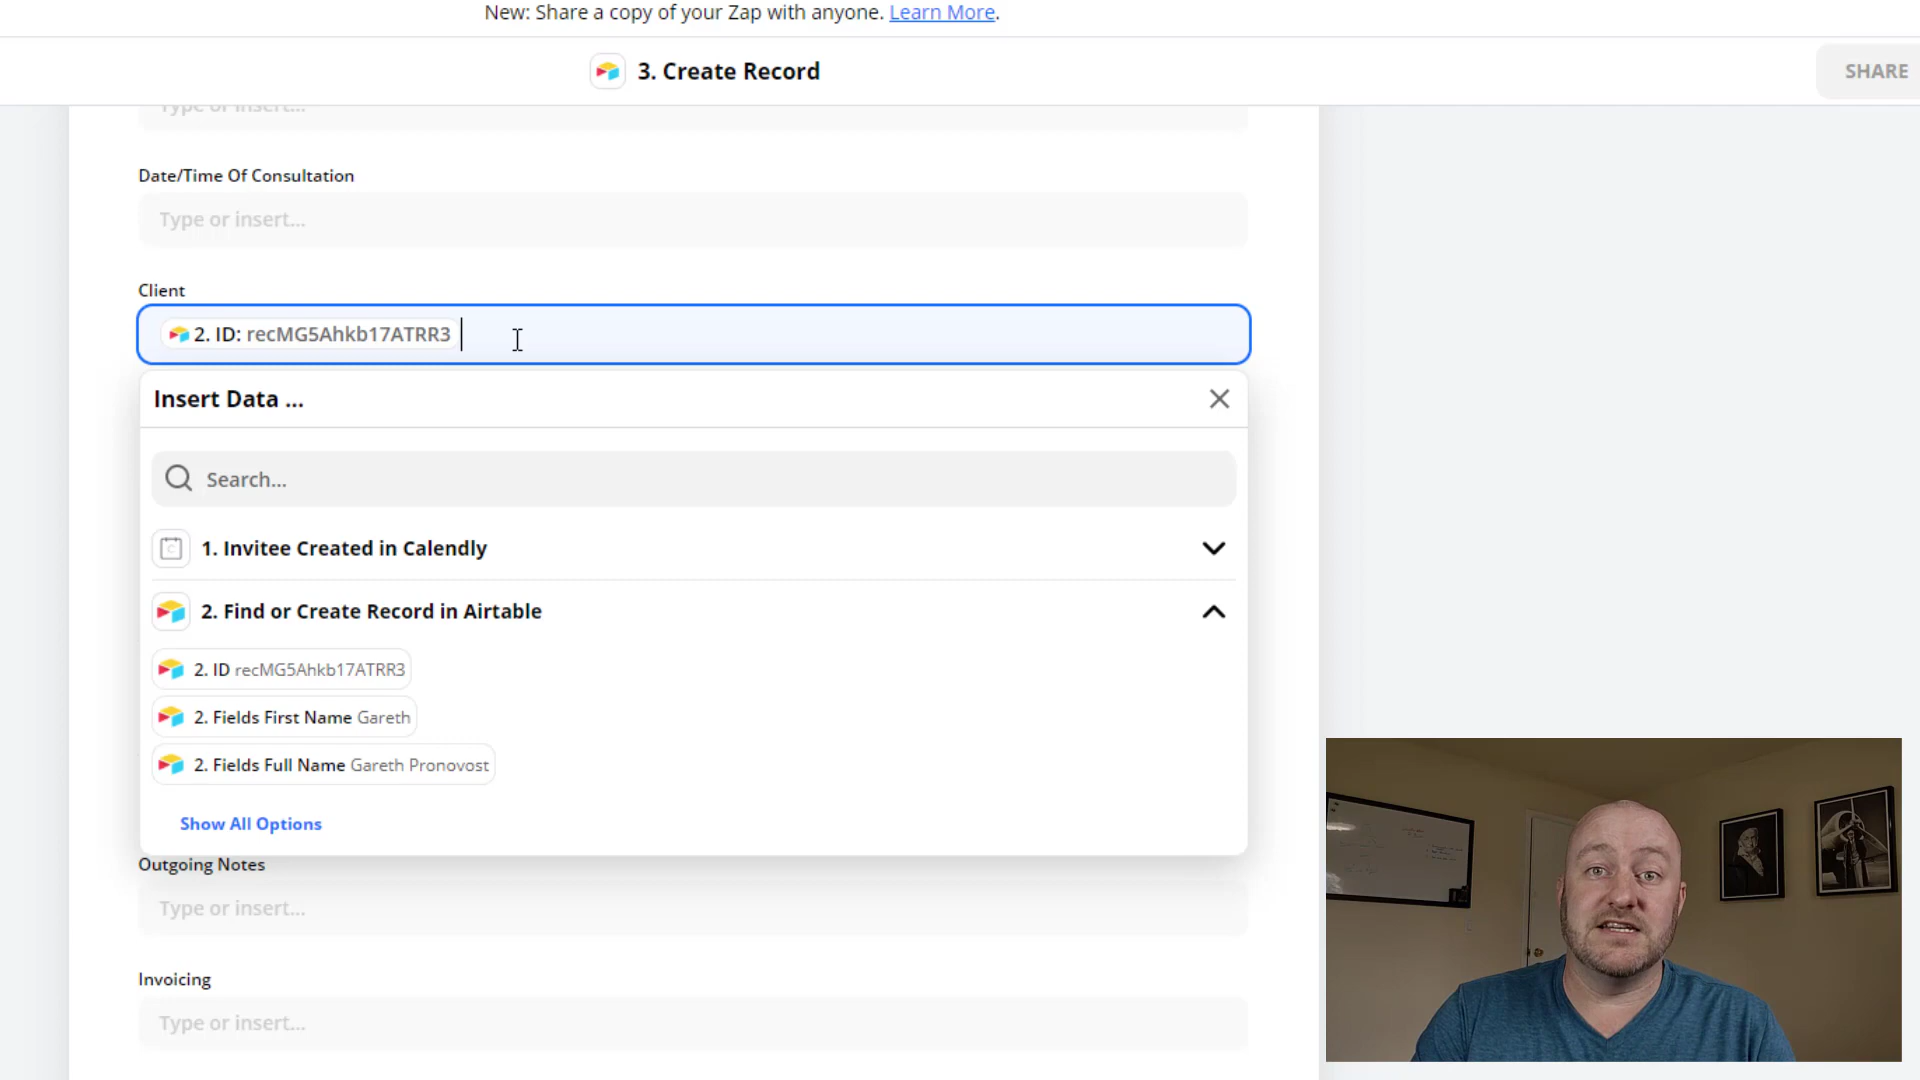 New: Share a copy of your Zap with anyone. Learn More.
3. Create Record
SHARE
Type or insert...
Date/Time Of Consultation
Type or insert...
Client
2. ID: recMG5Ahkb17ATRR3
Insert Data ...
Search...
1. Invitee Created in Calendly
2. Find or Create Record in Airtable
2. ID recMG5Ahkb17ATRR3
2. Fields First Name Gareth
2. Fields Full Name Gareth Pronovost
Show All Options
Outgoing Notes
Type or insert...
Invoicing
Type or insert...